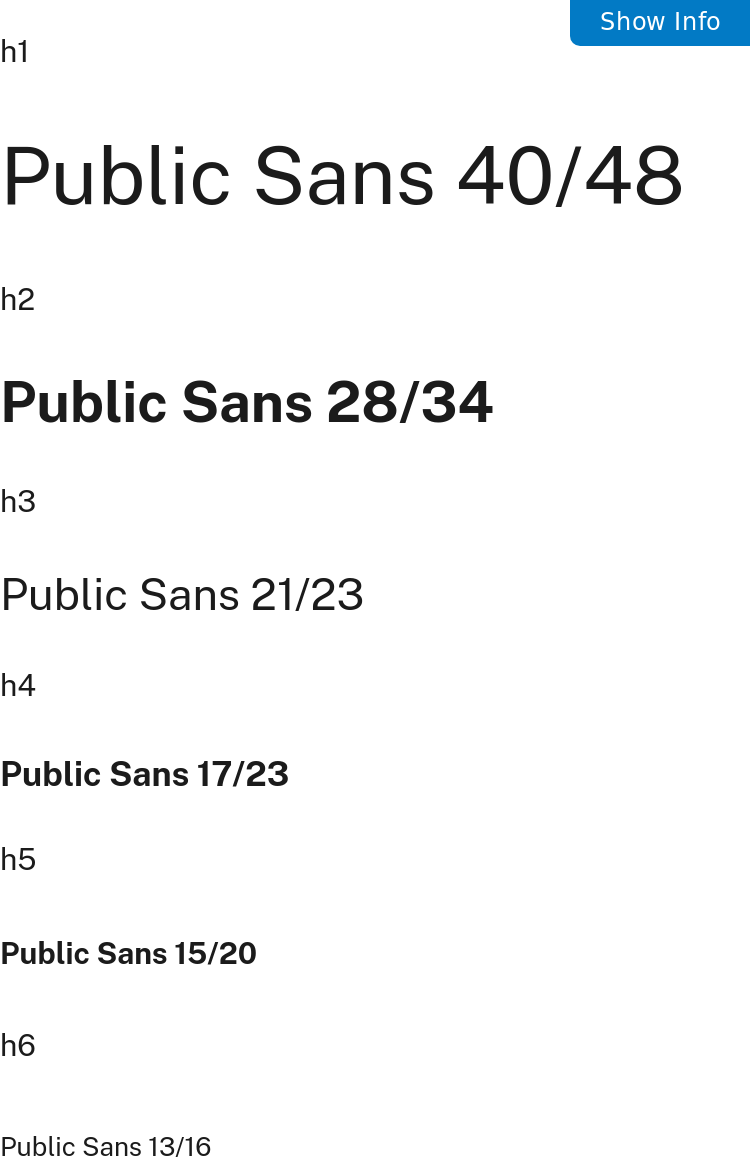 Show Info
h1
Public Sans 40/48
h2
Public Sans 28/34
h3
Public Sans 21/23
h4
Public Sans 17/23
h5
Public Sans 15/20
h6
Public Sans 13/16